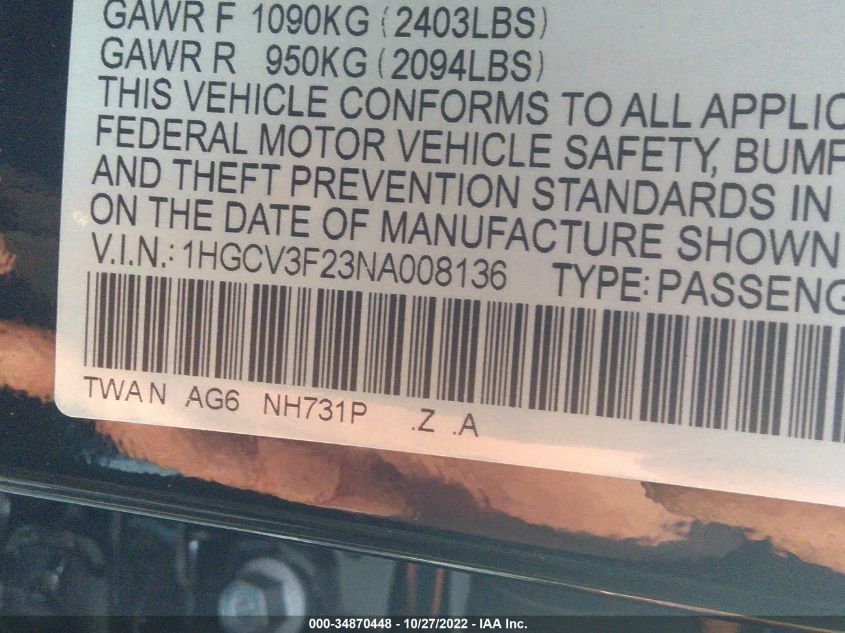 GAWR F 1090KG (2403LBS)
GAWR R 950KG (2094LBS)
THIS VEHICLE CONFORMS TO ALL APPLIC
FEDERAL MOTOR VEHICLE SAFETY, BUMP
AND THEFT PREVENTION STANDARDS IN
ON THE DATE OF MANUFACTURE SHOWN
V.I.N.: 1HGCV3F23NA008136 TYPE: PASSENG
TWAN AG6 NH731P .Z .A
000-34870448 - 10/27/2022 - IAA Inc.